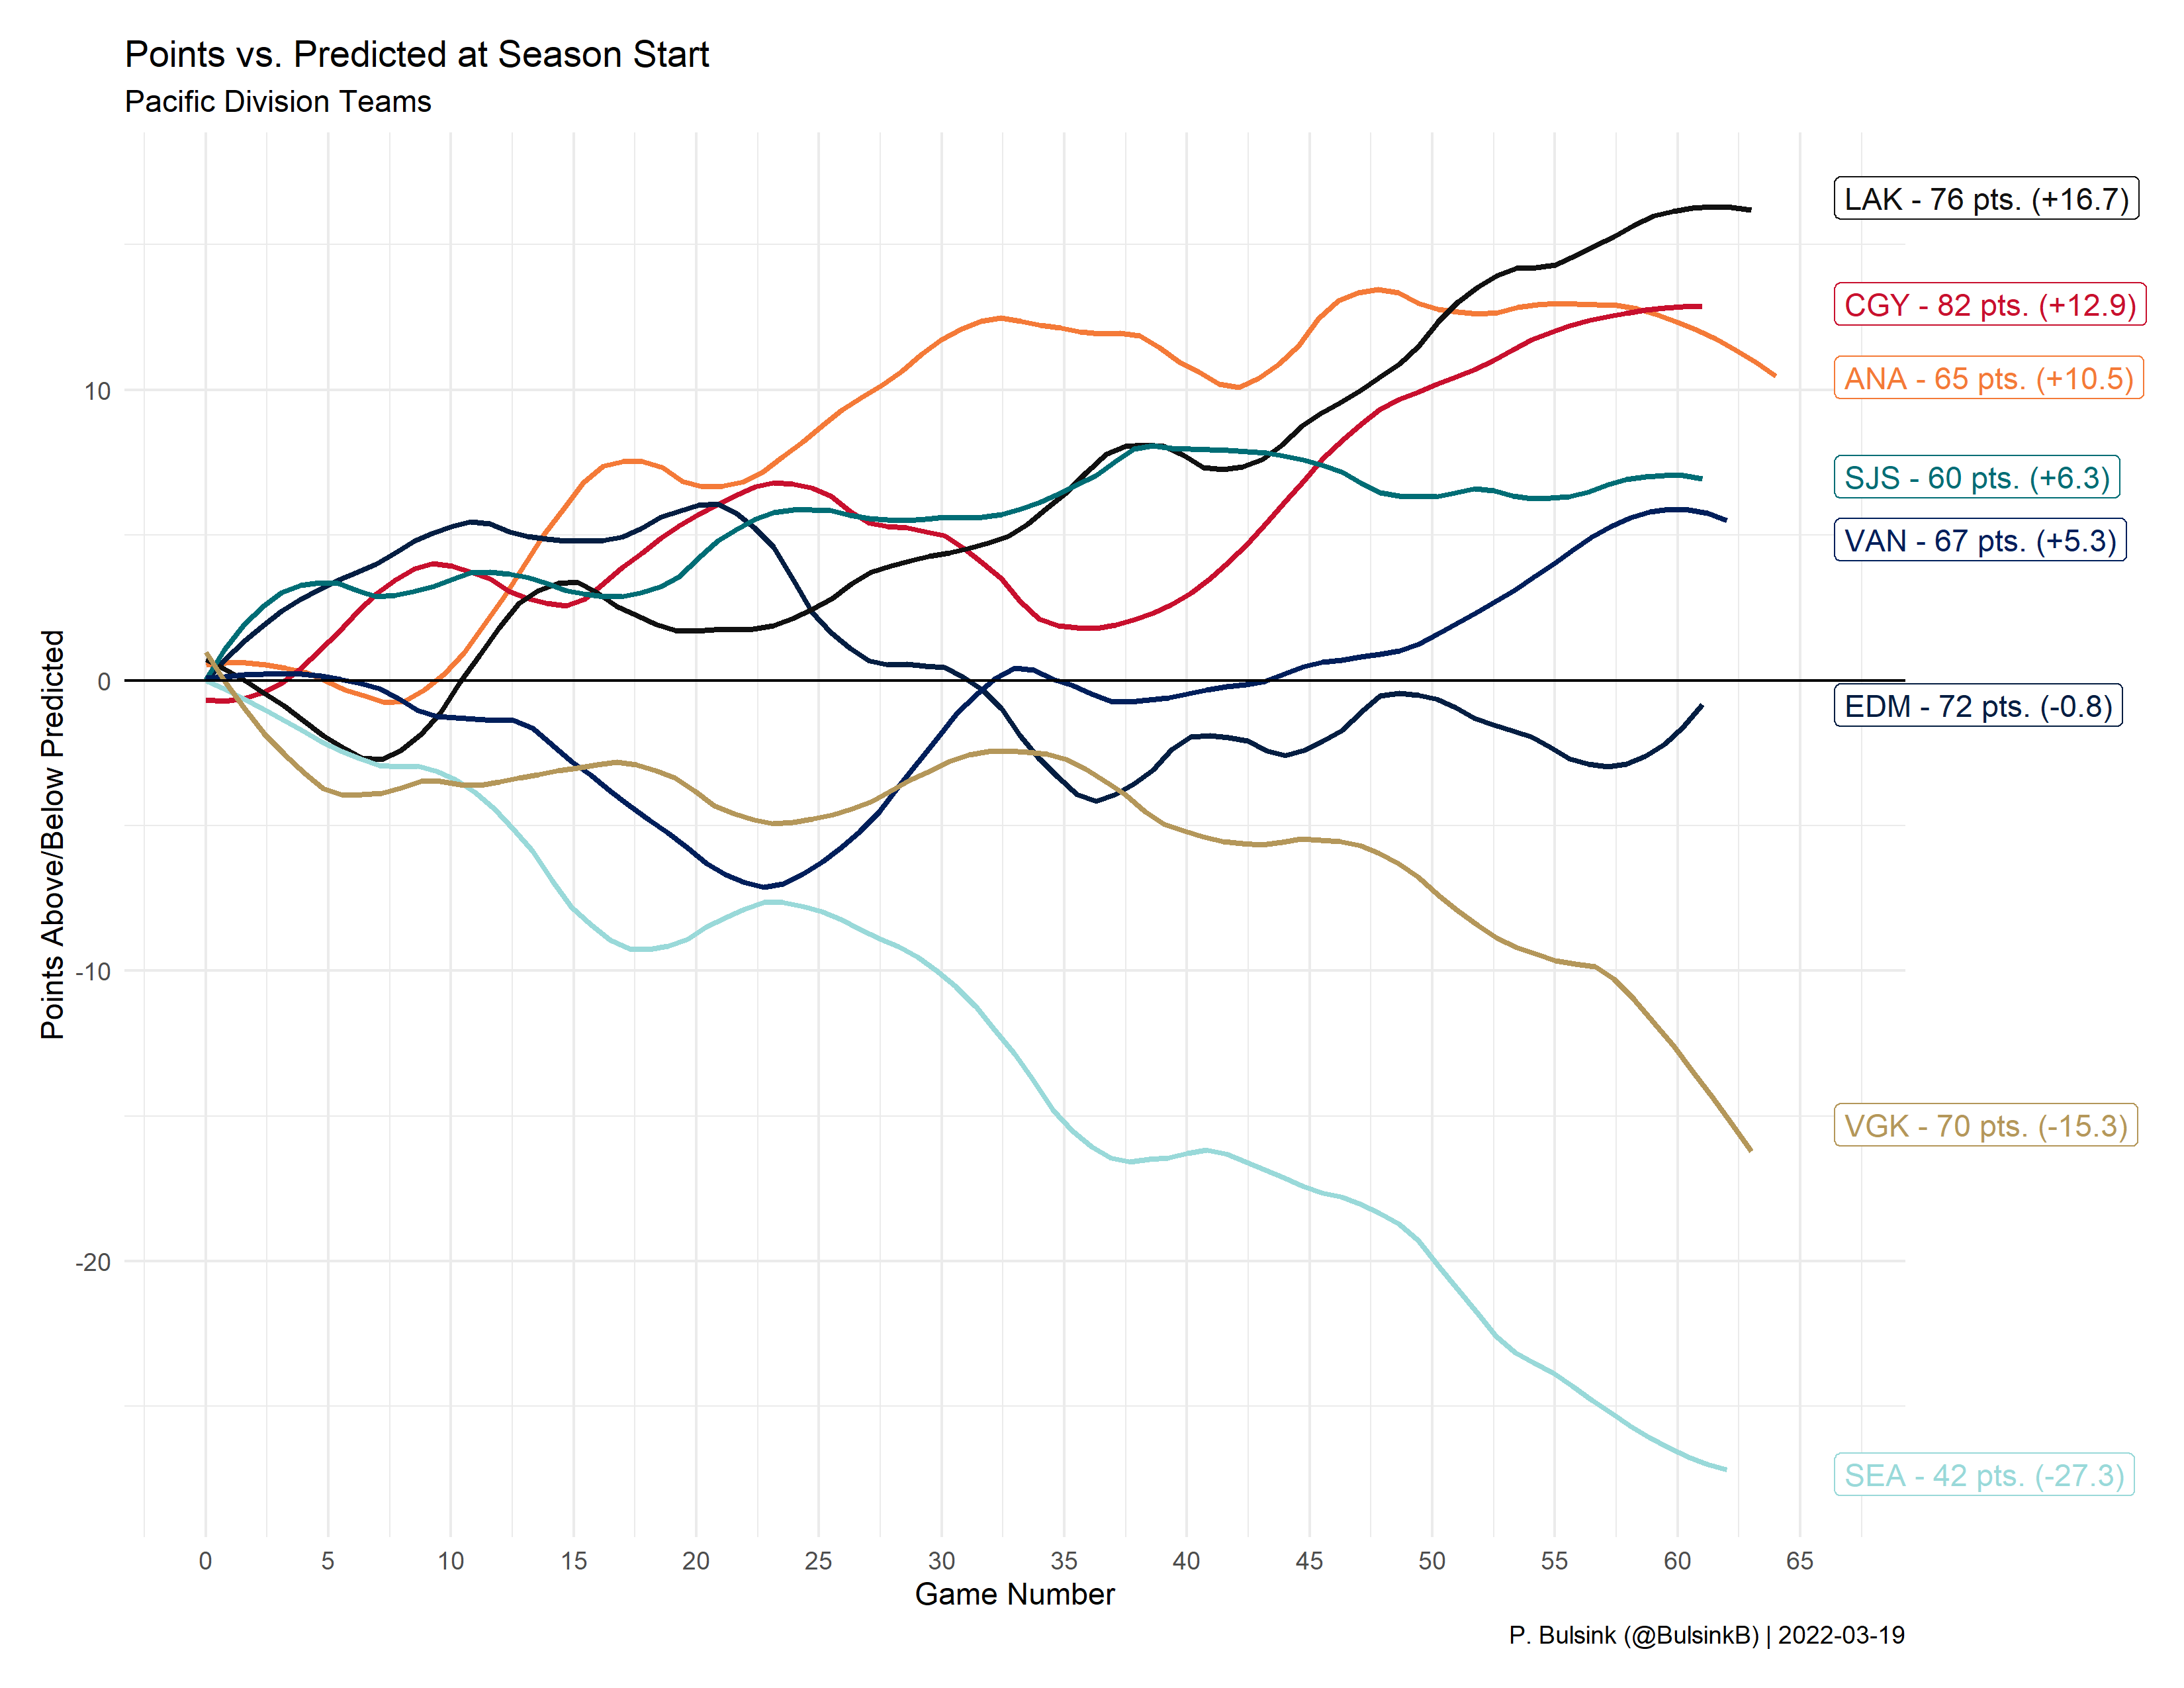 Points vs. Predicted at Season Start
Pacific Division Teams
Points Above/Below Predicted
10
0
-10
-20
LAK - 76 pts. (+16.7)
CGY - 82 pts. (+12.9)
ANA - 65 pts. (+10.5)
SJS - 60 pts. (+6.3)
VAN - 67 pts. (+5.3)
EDM - 72 pts. (-0.8)
VGK - 70 pts. (-15.3)
SEA - 42 pts. (-27.3)
0 5 10 15 20 25 30 35 40 45 50 55 60 65
Game Number
P. Bulsink (@BulsinkB) | 2022-03-19